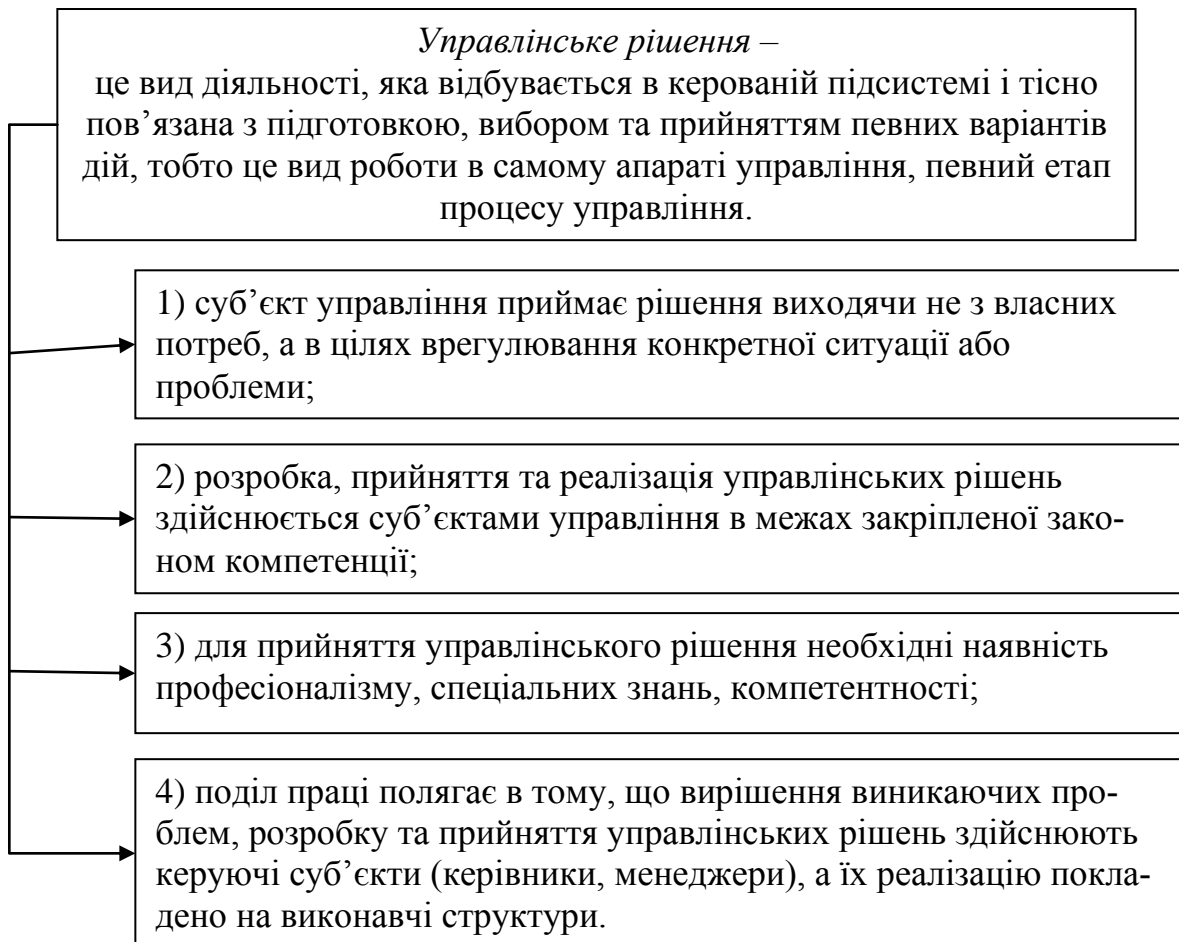 Управлінське рішення –
це вид діяльності, яка відбувається в керованій підсистемі і тісно
пов’язана з підготовкою, вибором та прийняттям певних варіантів
дій, тобто це вид роботи в самому апараті управління, певний етап
процесу управління.
1) суб’єкт управління приймає рішення виходячи не з власних
потреб, а в цілях врегулювання конкретної ситуації або
проблеми;
2) розробка, прийняття та реалізація управлінських рішень
здійснюється суб’єктами управління в межах закріпленої зако-
ном компетенції;
3) для прийняття управлінського рішення необхідні наявність
професіоналізму, спеціальних знань, компетентності;
4) поділ праці полягає в тому, що вирішення виникаючих про-
блем, розробку та прийняття управлінських рішень здійснюють
керуючі суб’єкти (керівники, менеджери), а їх реалізацію покла-
дено на виконавчі структури.